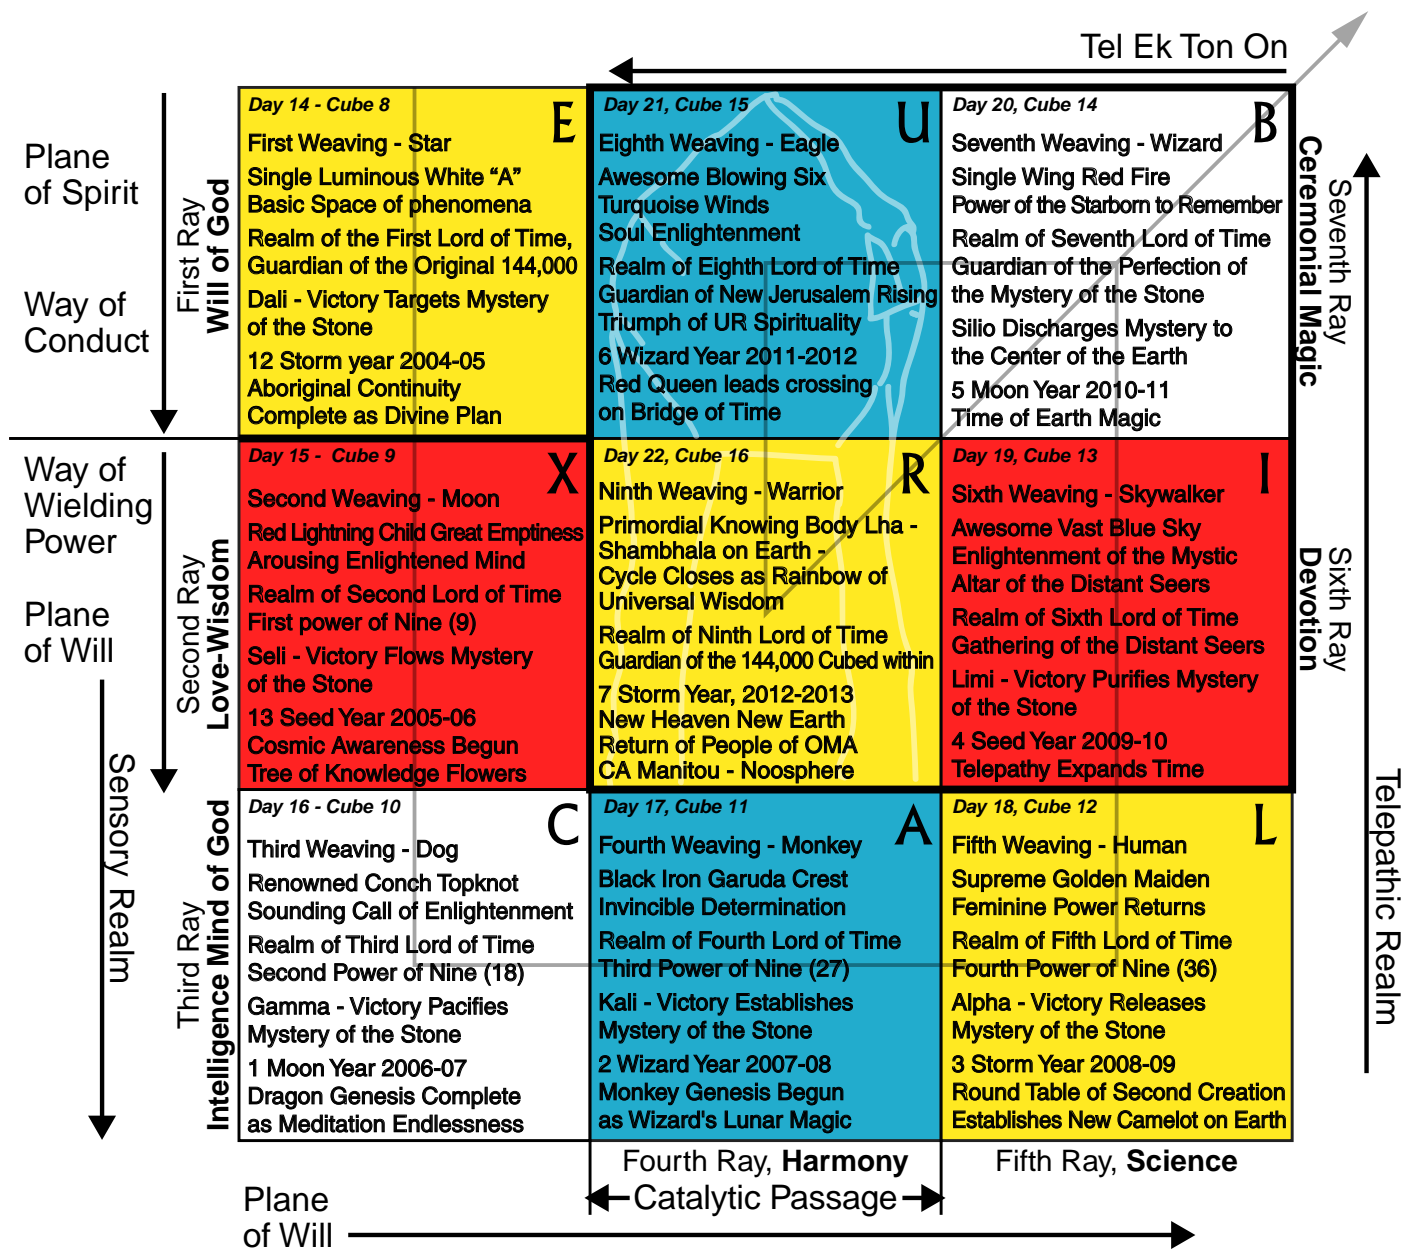 Tel Ek Ton On
Plane
of Spirit
Way of
Conduct
First Ray
Will of God
Day 14 - Cube 8
E
First Weaving - Star
Single Luminous White “A”
Basic Space of phenomena
Realm of the First Lord of Time,
Guardian of the Original 144,000
Dali - Victory Targets Mystery
of the Stone
12 Storm year 2004-05
Aboriginal Continuity
Complete as Divine Plan
Day 21, Cube 15
U
Eighth Weaving - Eagle
Awesome Blowing Six
Turquoise Winds
Soul Enlightenment
Realm of Eighth Lord of Time
Guardian of New Jerusalem Rising
Triumph of UR Spirituality
6 Wizard Year 2011-2012
Red Queen leads crossing
on Bridge of Time
Day 20, Cube 14
B
Seventh Weaving - Wizard
Single Wing Red Fire
Power of the Starborn to Remember
Realm of Seventh Lord of Time
Guardian of the Perfection of
the Mystery of the Stone
Silio Discharges Mystery to
the Center of the Earth
5 Moon Year 2010-11
Time of Earth Magic
Seventh Ray
Ceremonial Magic
Way of
Wielding
Power
Plane
of Will
Second Ray
Love-Wisdom
Day 15 - Cube 9
X
Second Weaving - Moon
Red Lightning Child Great Emptiness
Arousing Enlightened Mind
Realm of Second Lord of Time
First power of Nine (9)
Seli - Victory Flows Mystery
of the Stone
13 Seed Year 2005-06
Cosmic Awareness Begun
Tree of Knowledge Flowers
Day 22, Cube 16
R
Ninth Weaving - Warrior
Primordial Knowing Body Lha -
Shambhala on Earth -
Cycle Closes as Rainbow of
Universal Wisdom
Realm of Ninth Lord of Time
Guardian of the 144,000 Cubed within
7 Storm Year, 2012-2013
New Heaven New Earth
Return of People of OMA
CA Manitou - Noosphere
Day 19, Cube 13
I
Sixth Weaving - Skywalker
Awesome Vast Blue Sky
Enlightenment of the Mystic
Altar of the Distant Seers
Realm of Sixth Lord of Time
Gathering of the Distant Seers
Limi - Victory Purifies Mystery
of the Stone
4 Seed Year 2009-10
Telepathy Expands Time
Sixth Ray
Devotion
Sensory Realm
Third Ray
Intelligence Mind of God
Day 16 - Cube 10
C
Third Weaving - Dog
Renowned Conch Topknot
Sounding Call of Enlightenment
Realm of Third Lord of Time
Second Power of Nine (18)
Gamma - Victory Pacifies
Mystery of the Stone
1 Moon Year 2006-07
Dragon Genesis Complete
as Meditation Endlessness
Day 17, Cube 11
A
Fourth Weaving - Monkey
Black Iron Garuda Crest
Invincible Determination
Realm of Fourth Lord of Time
Third Power of Nine (27)
Kali - Victory Establishes
Mystery of the Stone
2 Wizard Year 2007-08
Monkey Genesis Begun
as Wizard's Lunar Magic
Day 18, Cube 12
L
Fifth Weaving - Human
Supreme Golden Maiden
Feminine Power Returns
Realm of Fifth Lord of Time
Fourth Power of Nine (36)
Alpha - Victory Releases
Mystery of the Stone
3 Storm Year 2008-09
Round Table of Second Creation
Establishes New Camelot on Earth
Telepathic Realm
Fourth Ray, Harmony
Fifth Ray, Science
Catalytic Passage
Plane
of Will